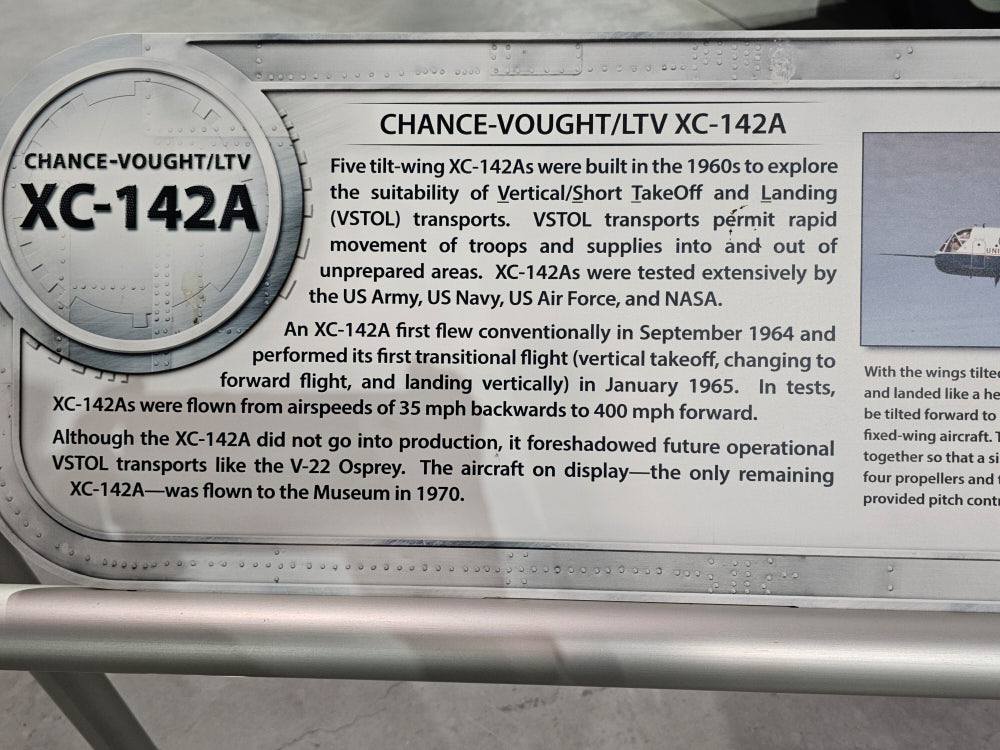 CHANCE-VOUGHT/LTV
XC-142A
CHANCE-VOUGHT/LTV XC-142A
Five tilt-wing XC-142As were built in the 1960s to explore
the suitability of Vertical/Short TakeOff and Landing
(VSTOL) transports. VSTOL transports permit rapid
movement of troops and supplies into and out of
unprepared areas. XC-142As were tested extensively by
the US Army, US Navy, US Air Force, and NASA.
An XC-142A first flew conventionally in September 1964 and
performed its first transitional flight (vertical takeoff, changing to
forward flight, and landing vertically) in January 1965. In tests,
XC-142As were flown from airspeeds of 35 mph backwards to 400 mph forward.
Although the XC-142A did not go into production, it foreshadowed future operational
VSTOL transports like the V-22 Osprey. The aircraft on display—the only remaining
XC-142A—was flown to the Museum in 1970.
With the wings tilted
and landed like a he
be tilted forward to
fixed-wing aircraft. T
together so that a si
four propellers and t
provided pitch contr